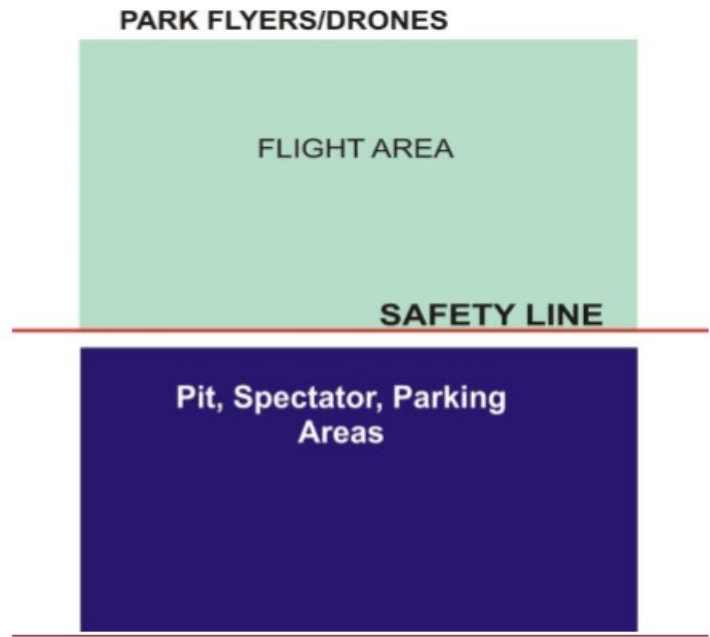 PARK FLYERS/DRONES
FLIGHT AREA
SAFETY LINE
Pit, Spectator, Parking
Areas